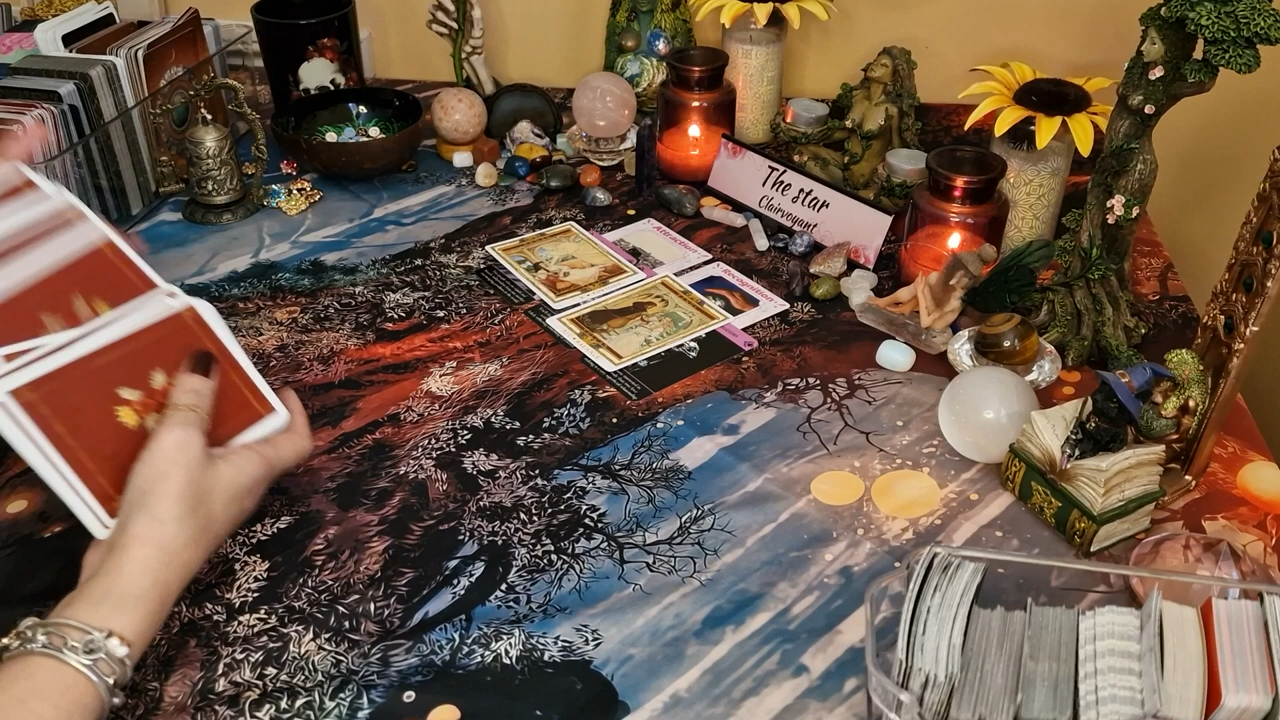 The star
Clairvoyant
Attraction
Recognition